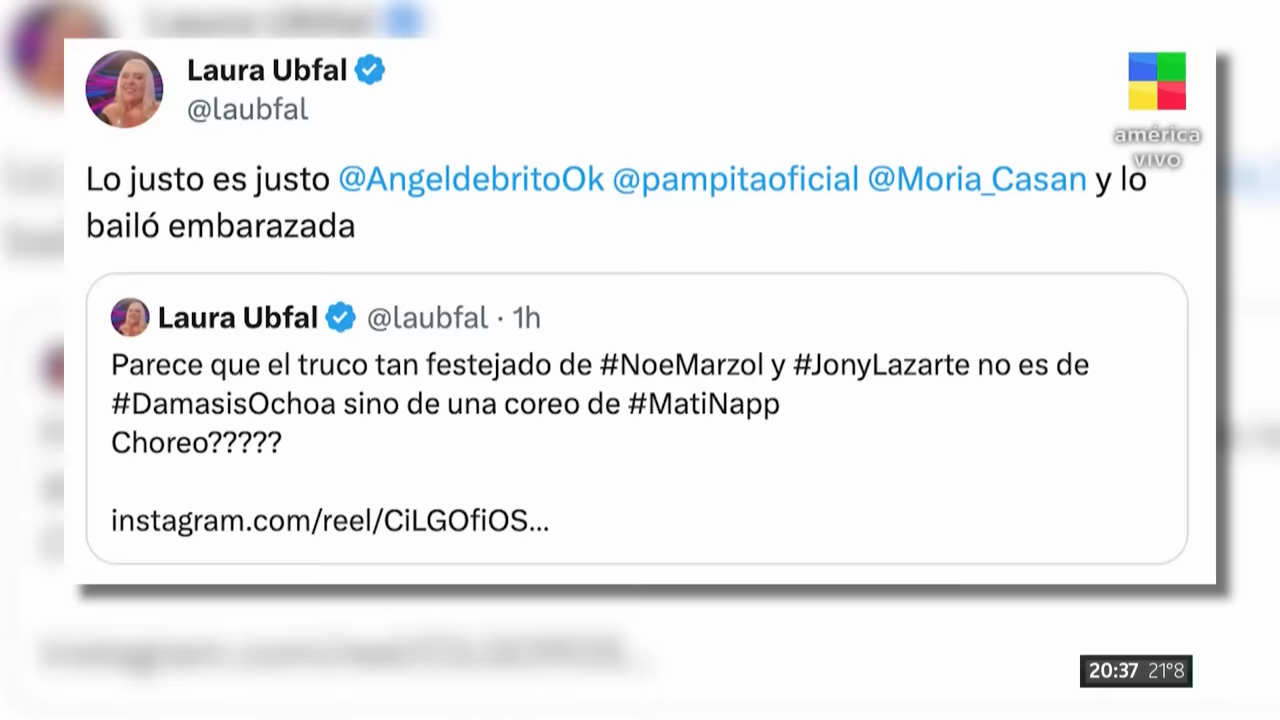 Laura Ubfal
@laubfal
américa
vivo
Lo justo es justo @AngeldebritoOk @pampitaoficial @Moria_Casan y lo
bailó embarazada
Laura Ubfal @laubfal · 1h
Parece que el truco tan festejado de #NoeMarzol y #JonyLazarte no es de
#DamasisOchoa sino de una coreo de #MatiNapp
Choreo?????
instagram.com/reel/CiLGOfiOS...
20:37 21°8